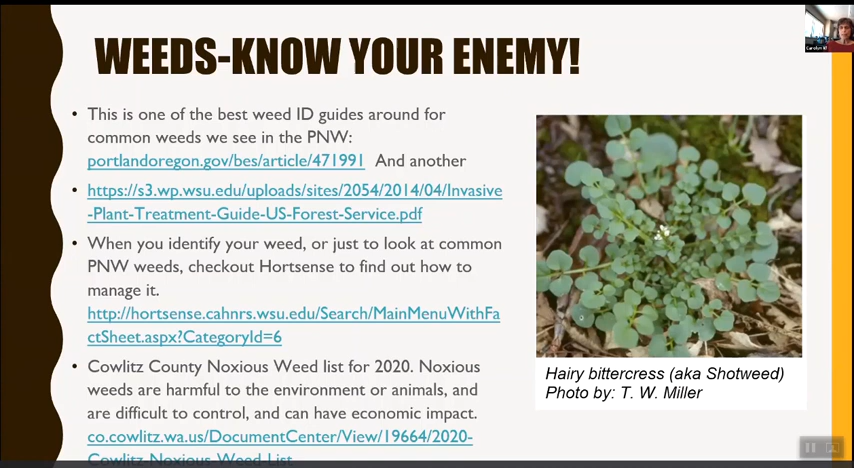 WEEDS-KNOW YOUR ENEMY!
• This is one of the best weed ID guides around for
common weeds we see in the PNW:
portlandoregon.gov/bes/article/471991 And another
• https://s3.wp.wsu.edu/uploads/sites/2054/2014/04/Invasive
-Plant-Treatment-Guide-US-Forest-Service.pdf
• When you identify your weed, or just to look at common
PNW weeds, checkout Hortsense to find out how to
manage it.
http://hortsense.cahnrs.wsu.edu/Search/MainMenuWithFa
ctSheet.aspx?CategoryId=6
• Cowlitz County Noxious Weed list for 2020. Noxious
weeds are harmful to the environment or animals, and
are difficult to control, and can have economic impact.
co.cowlitz.wa.us/DocumentCenter/View/19664/2020-
Cowlitz-Noxious-Weed-List
Hairy bittercress (aka Shotweed)
Photo by: T. W. Miller